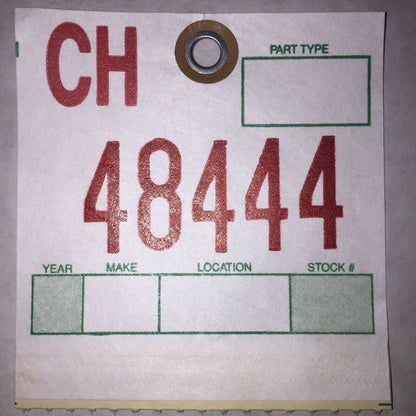 CH
PART TYPE
48444
YEAR MAKE LOCATION STOCK #